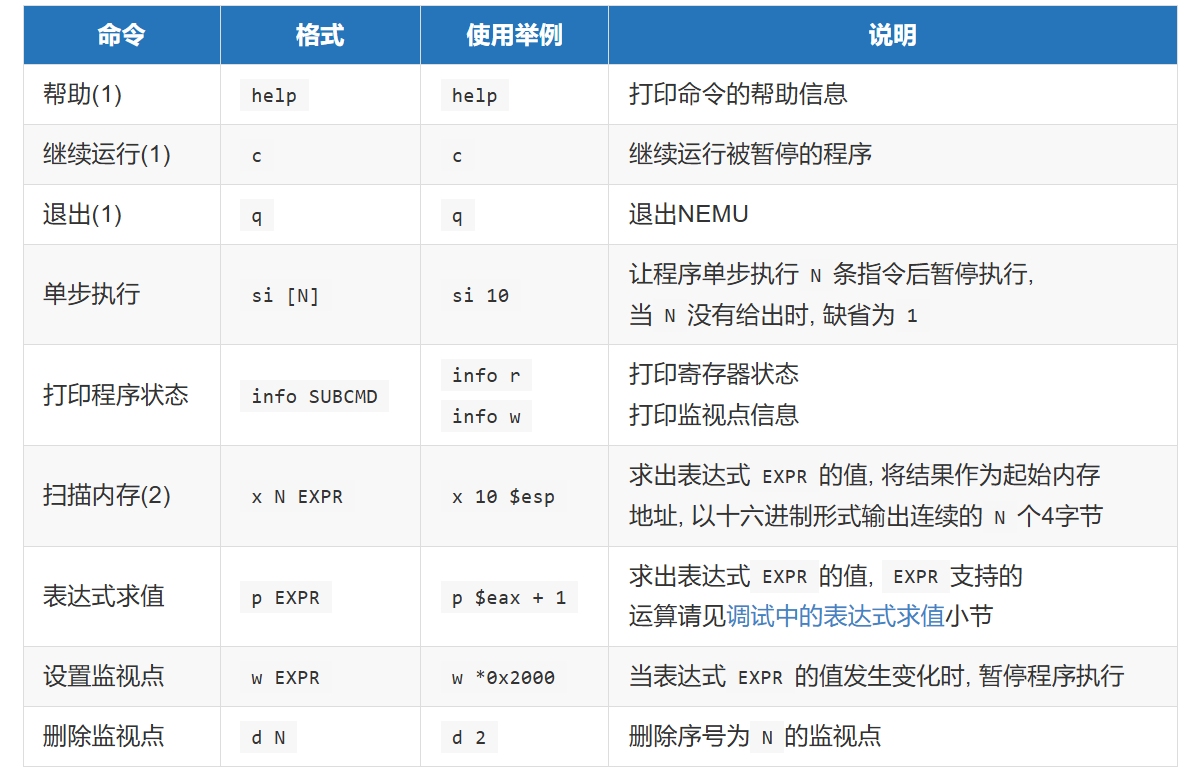 命令 格式 使用举例 说明
帮助(1) help help 打印命令的帮助信息
继续运行(1) c c 继续运行被暂停的程序
退出(1) q q 退出NEMU
单步执行 si [N] si 10 让程序单步执行 N 条指令后暂停执行,
当 N 没有给出时, 缺省为 1
打印程序状态 info SUBCMD info r 打印寄存器状态
info w 打印监视点信息
扫描内存(2) x N EXPR x 10 $esp 求出表达式 EXPR 的值, 将结果作为起始内存
地址, 以十六进制形式输出连续的 N 个4字节
表达式求值 p EXPR p $eax + 1 求出表达式 EXPR 的值, EXPR 支持的
运算请见调试中的表达式求值小节
设置监视点 w EXPR w *0x2000 当表达式 EXPR 的值发生变化时, 暂停程序执行
删除监视点 d N d 2 删除序号为 N 的监视点